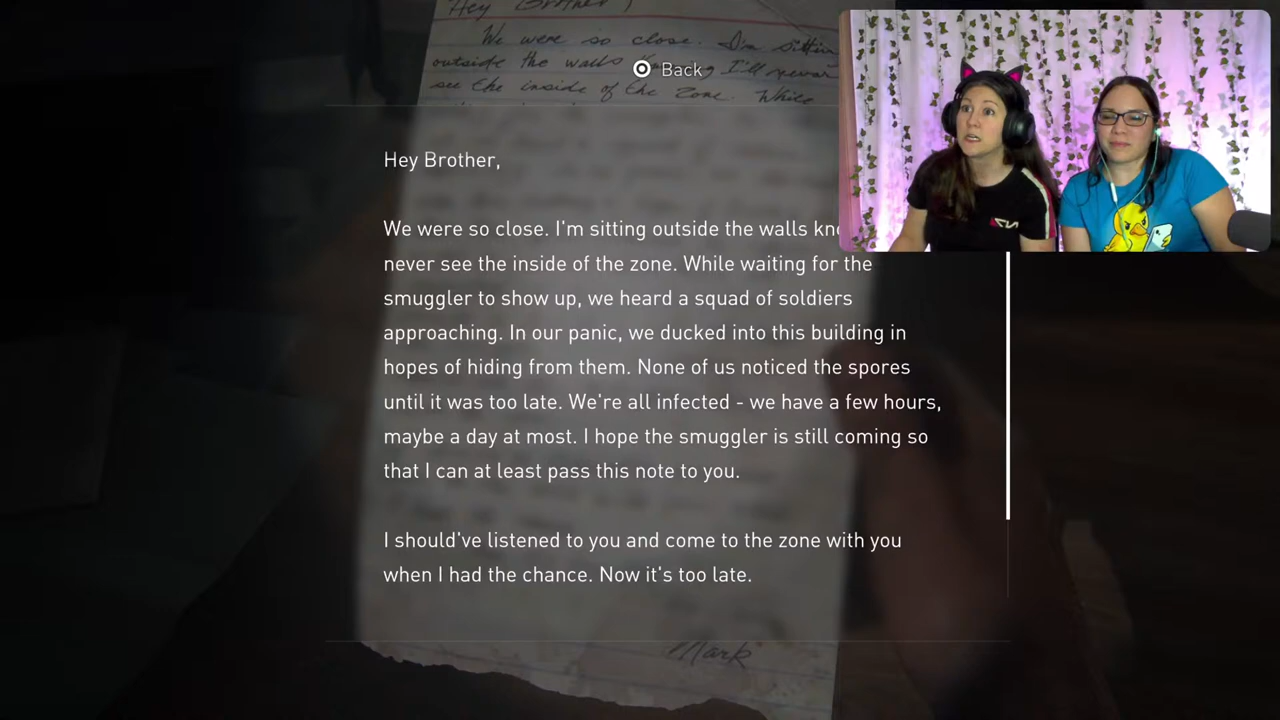 Hey Brother,
We were so close. I'm sittin
outside the walls I'll never
see the inside of the zone. While
Back
Hey Brother,
We were so close. I'm sitting outside the walls kno
never see the inside of the zone. While waiting for the
smuggler to show up, we heard a squad of soldiers
approaching. In our panic, we ducked into this building in
hopes of hiding from them. None of us noticed the spores
until it was too late. We're all infected - we have a few hours,
maybe a day at most. I hope the smuggler is still coming so
that I can at least pass this note to you.
I should've listened to you and come to the zone with you
when I had the chance. Now it's too late.
Mark